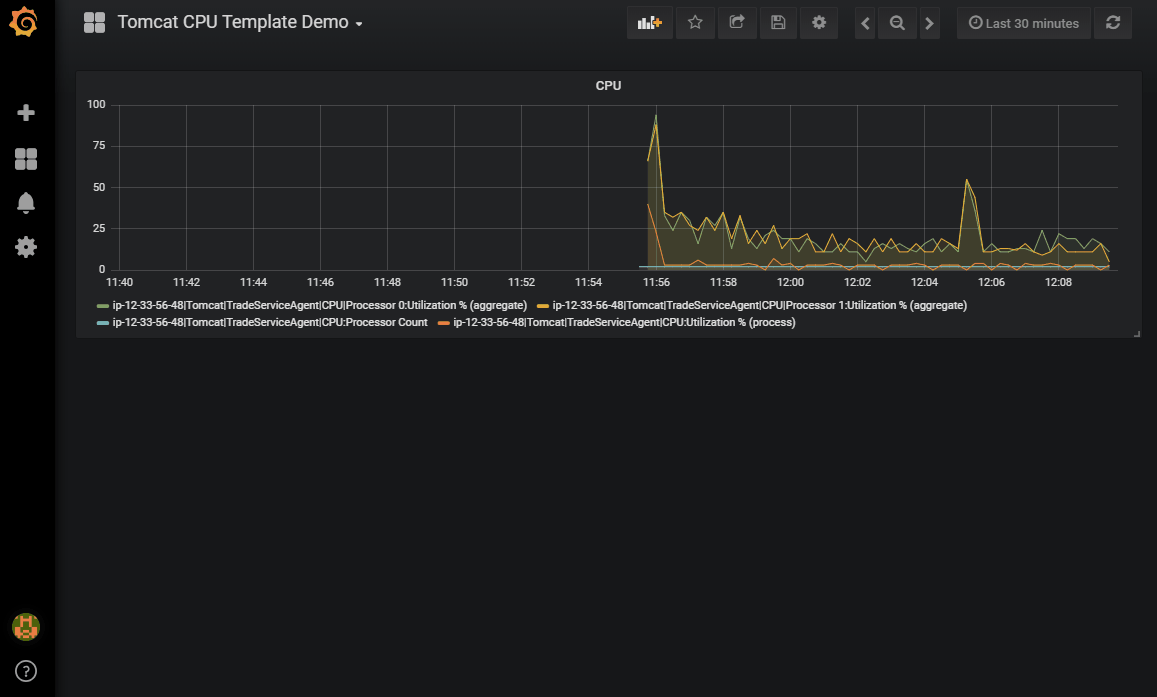 Tomcat CPU Template Demo
Last 30 minutes
CPU
100
75
50
25
0
11:40 11:42 11:44 11:46 11:48 11:50 11:52 11:54 11:56 11:58 12:00 12:02 12:04 12:06 12:08
ip-12-33-56-48|Tomcat|TradeServiceAgent|CPU|Processor 0:Utilization % (aggregate) ip-12-33-56-48|Tomcat|TradeServiceAgent|CPU|Processor 1:Utilization % (aggregate)
ip-12-33-56-48|Tomcat|TradeServiceAgent|CPU:Processor Count ip-12-33-56-48|Tomcat|TradeServiceAgent|CPU:Utilization % (process)
?